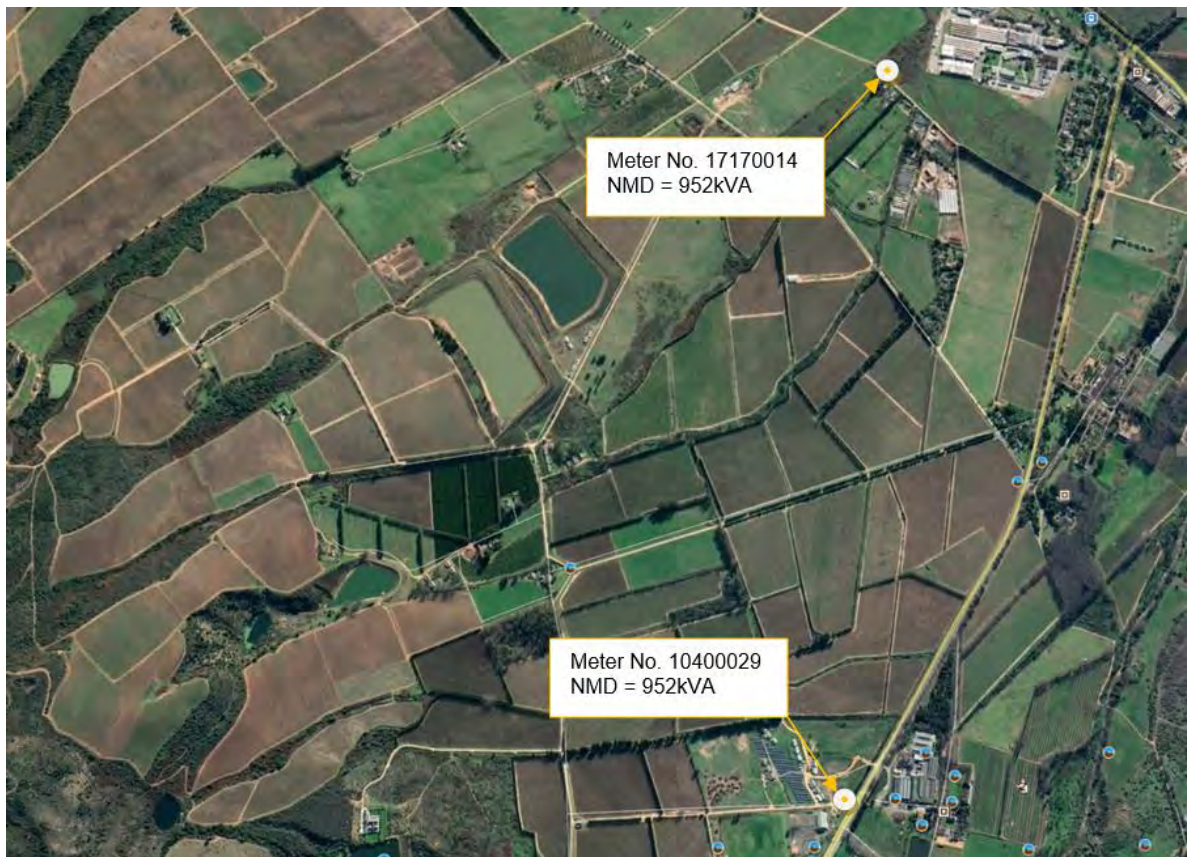 Meter No. 17170014
NMD = 952kVA
Meter No. 10400029
NMD = 952kVA